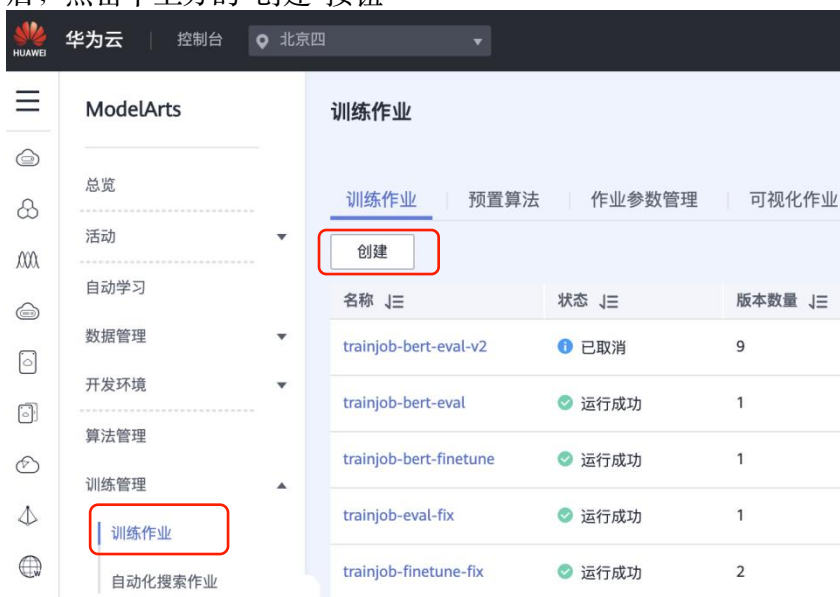 后，点击中上方的“创建”按钮
HUAWEI 华为云 控制台 北京四
ModelArts
总览
活动
自动学习
数据管理
开发环境
算法管理
训练管理
训练作业
自动化搜索作业
训练作业
训练作业 预置算法 作业参数管理 可视化作业
创建
名称 状态 版本数量
trainjob-bert-eval-v2 已取消 9
trainjob-bert-eval 运行成功 1
trainjob-bert-finetune 运行成功 1
trainjob-eval-fix 运行成功 1
trainjob-finetune-fix 运行成功 2